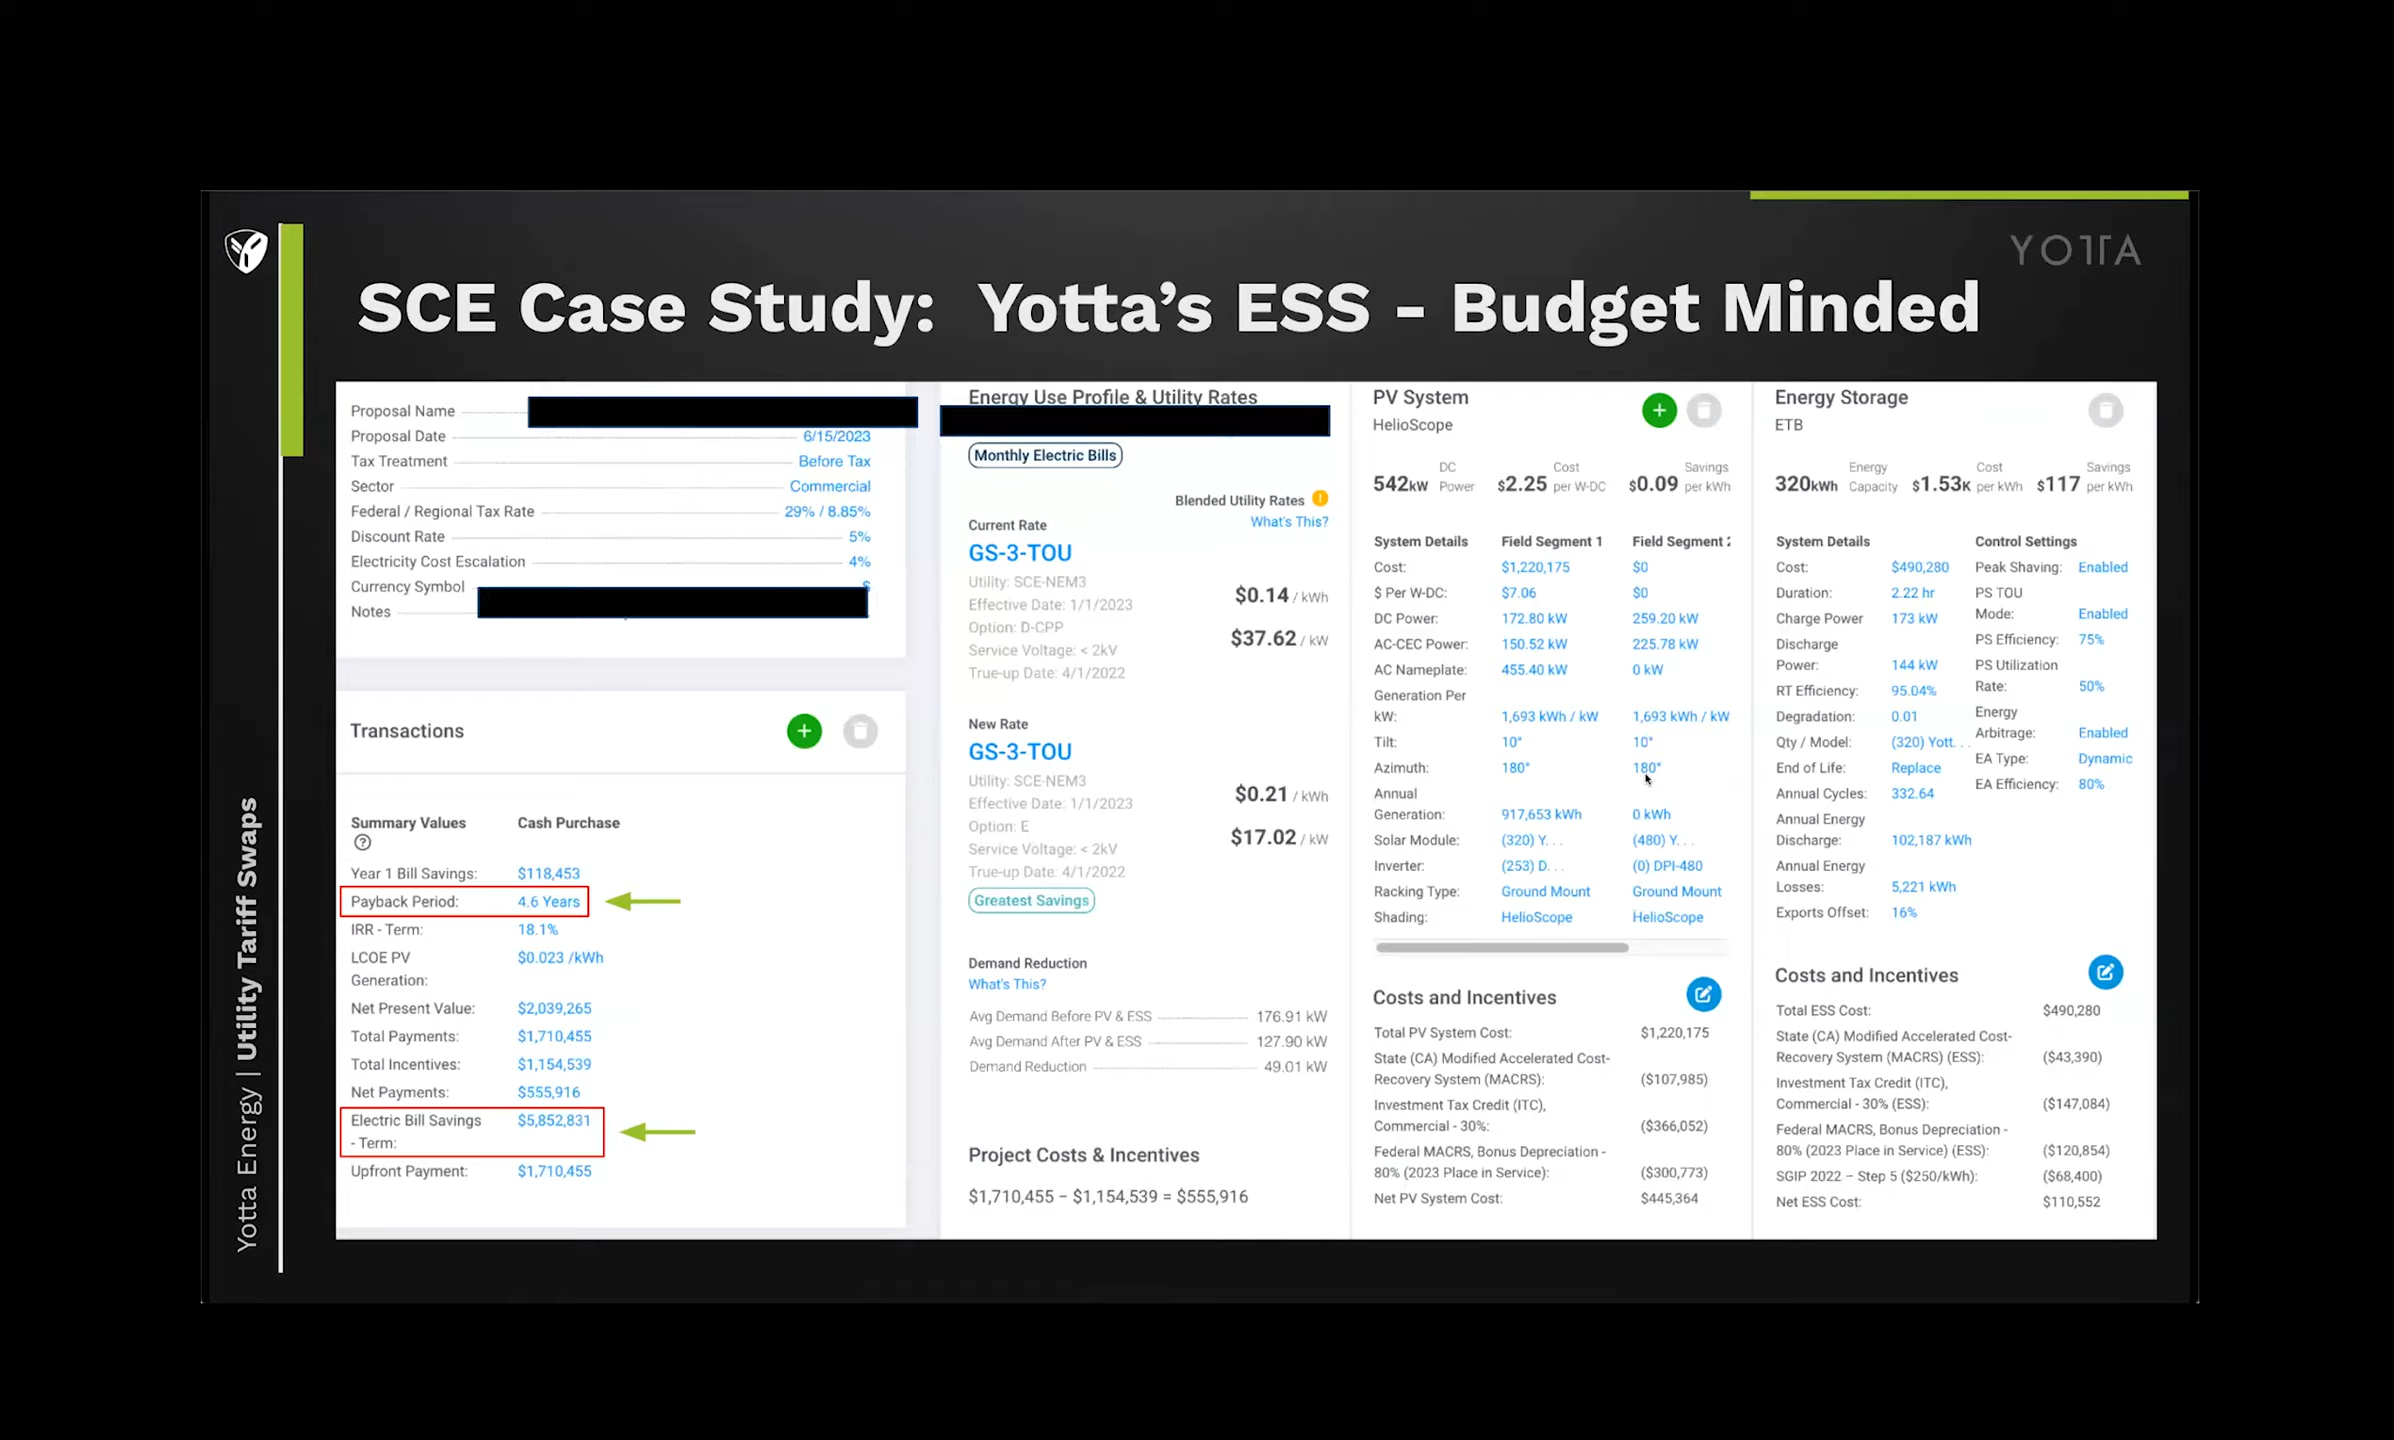 YOTTA
SCE Case Study: Yotta's ESS - Budget Minded
Yotta Energy | Utility Tariff Swaps
Proposal Name
Proposal Date 6/15/2023
Tax Treatment Before Tax
Sector Commercial
Federal / Regional Tax Rate 29% / 8.85%
Discount Rate 5%
Electricity Cost Escalation 4%
Currency Symbol $
Notes
Transactions
Summary Values Cash Purchase
Year 1 Bill Savings: $118,453
Payback Period: 4.6 Years
IRR - Term: 18.1%
LCOE PV $0.023 /kWh
Generation:
Net Present Value: $2,039,265
Total Payments: $1,710,455
Total Incentives: $1,154,539
Net Payments: $555,916
Electric Bill Savings $5,852,831
- Term:
Upfront Payment: $1,710,455
Energy Use Profile & Utility Rates
Monthly Electric Bills
Blended Utility Rates
What's This?
Current Rate
GS-3-TOU
Utility: SCE-NEM3
$0.14 / kWh
Effective Date: 1/1/2023
Option: D-CPP
$37.62 / kW
Service Voltage: < 2kV
True-up Date: 4/1/2022
New Rate
GS-3-TOU
Utility: SCE-NEM3
$0.21 / kWh
Effective Date: 1/1/2023
Option: E
$17.02 / kW
Service Voltage: < 2kV
True-up Date: 4/1/2022
Greatest Savings
Demand Reduction
What's This?
Avg Demand Before PV & ESS 176.91 kW
Avg Demand After PV & ESS 127.90 kW
Demand Reduction 49.01 kW
Project Costs & Incentives
$1,710,455 − $1,154,539 = $555,916
PV System
HelioScope
542kW DC Power $2.25 Cost per W-DC $0.09 Savings per kWh
System Details Field Segment 1 Field Segment 2
Cost: $1,220,175 $0
$ Per W-DC: $7.06 $0
DC Power: 172.80 kW 259.20 kW
AC-CEC Power: 150.52 kW 225.78 kW
AC Nameplate: 455.40 kW 0 kW
Generation Per
kW: 1,693 kWh / kW 1,693 kWh / kW
Tilt: 10° 10°
Azimuth: 180° 180°
Annual
Generation: 917,653 kWh 0 kWh
Solar Module: (320) Y... (480) Y...
Inverter: (253) D... (0) DPI-480
Racking Type: Ground Mount Ground Mount
Shading: HelioScope HelioScope
Costs and Incentives
Total PV System Cost: $1,220,175
State (CA) Modified Accelerated Cost-
Recovery System (MACRS): ($107,985)
Investment Tax Credit (ITC),
Commercial - 30%: ($366,052)
Federal MACRS, Bonus Depreciation -
80% (2023 Place in Service): ($300,773)
Net PV System Cost: $445,364
Energy Storage
ETB
320kWh Energy Capacity $1.53K Cost per kWh $117 Savings per kWh
System Details
Cost: $490,280
Duration: 2.22 hr
Charge Power 173 kW
Discharge
Power: 144 kW
RT Efficiency: 95.04%
Degradation: 0.01
Qty / Model: (320) Yott...
End of Life: Replace
Annual Cycles: 332.64
Annual Energy
Discharge: 102,187 kWh
Annual Energy
Losses: 5,221 kWh
Exports Offset: 16%
Control Settings
Peak Shaving: Enabled
PS TOU
Mode: Enabled
PS Efficiency: 75%
PS Utilization
Rate: 50%
Energy
Arbitrage: Enabled
EA Type: Dynamic
EA Efficiency: 80%
Costs and Incentives
Total ESS Cost: $490,280
State (CA) Modified Accelerated Cost-
Recovery System (MACRS) (ESS): ($43,390)
Investment Tax Credit (ITC),
Commercial - 30% (ESS): ($147,084)
Federal MACRS, Bonus Depreciation -
80% (2023 Place in Service) (ESS): ($120,854)
SGIP 2022 – Step 5 ($250/kWh): ($68,400)
Net ESS Cost: $110,552